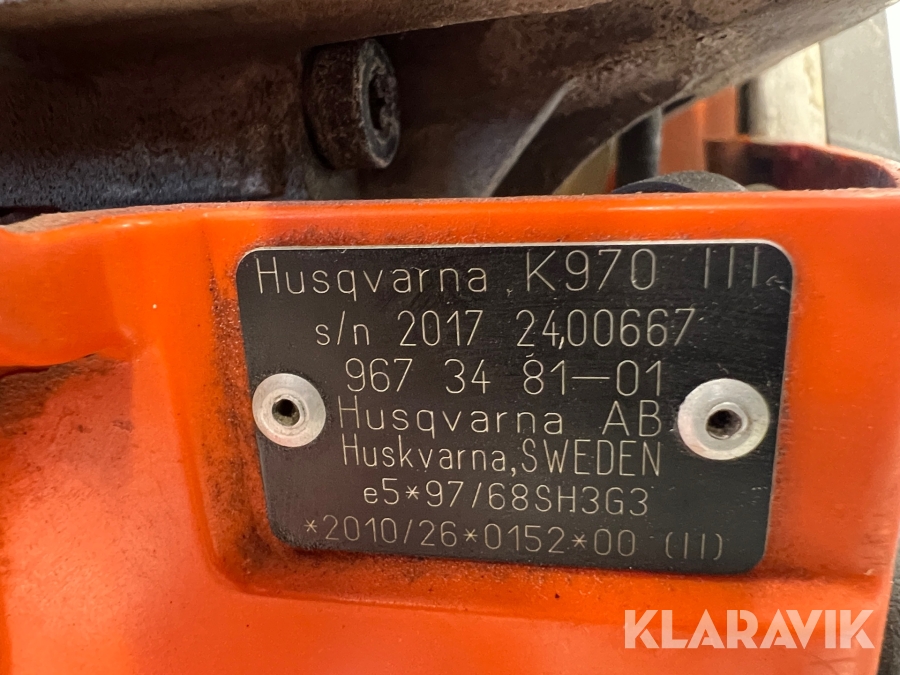 Husqvarna K970 III
s/n 2017 2400667
967 34 81-01
Husqvarna AB
Huskvarna, SWEDEN
e5*97/68SH3G3
*2010/26*0152*00 (II)
KLARAVIK